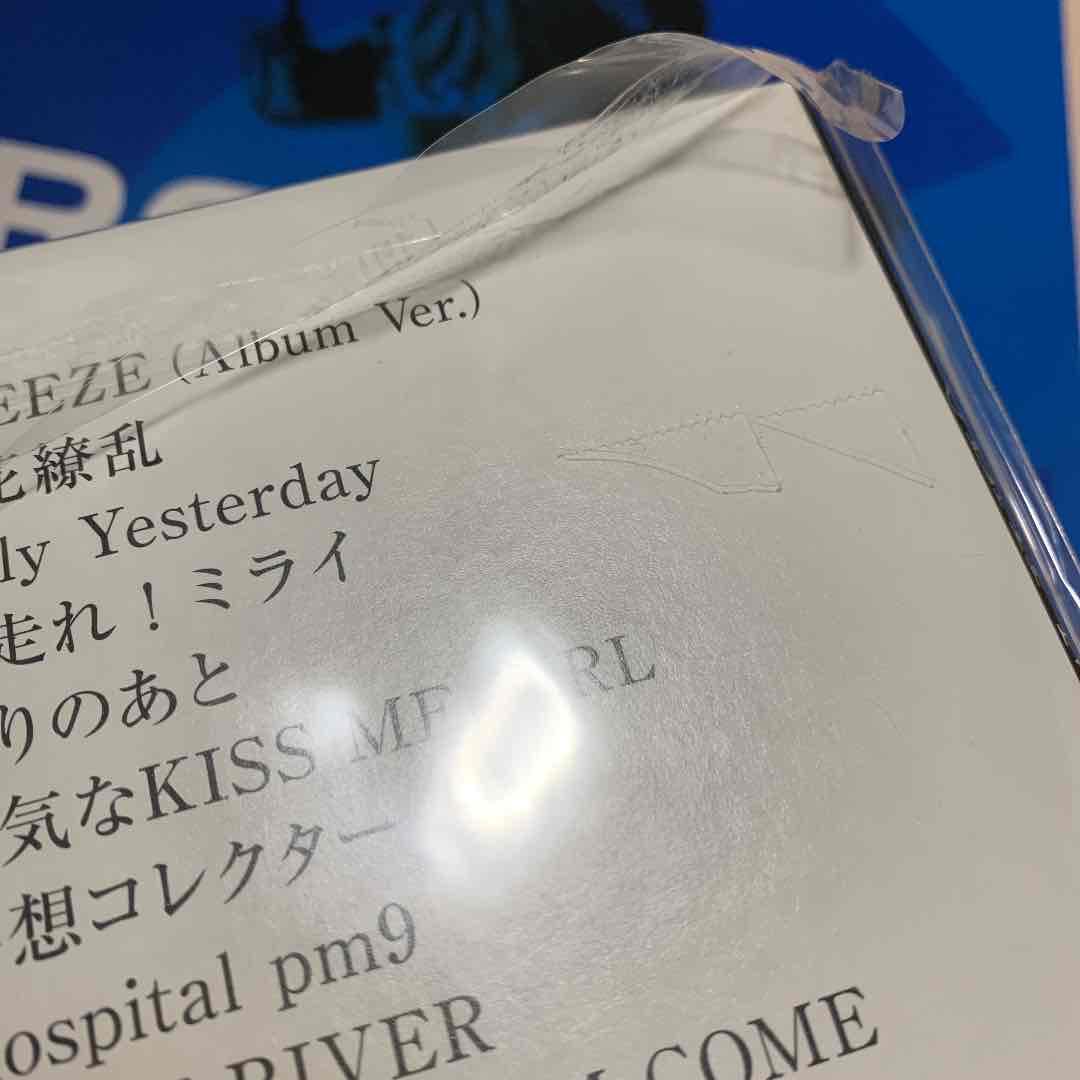 EEZE (Album Ver.)
繚乱
ly Yesterday
走れ！ミライ
りのあと
気なKISS ME  RL
想コレクター
ospital pm9
RIVER
COME